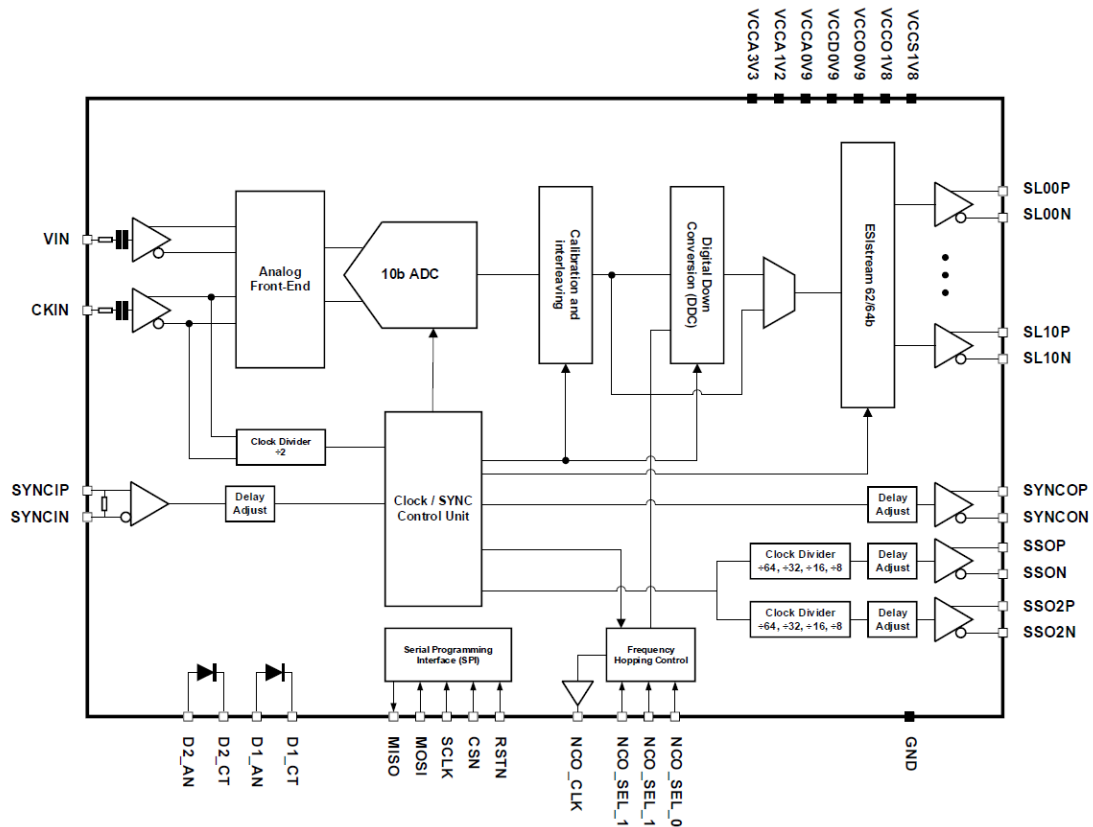 VCCA3V3
VCCA1V2
VCCA0V9
VCCD0V9
VCCO0V9
VCCO1V8
VCCS1V8
VIN
CKIN
Analog
Front-End
10b ADC
Calibration and
interleaving
Digital Down
Conversion (DDC)
ESIstream 62/64b
SL00P
SL00N
SL10P
SL10N
Clock Divider
÷2
SYNCIP
SYNCIN
Delay
Adjust
Clock / SYNC
Control Unit
Delay
Adjust
SYNCOP
SYNCON
Clock Divider
÷64, ÷32, ÷16, ÷8
Delay
Adjust
SSOP
SSON
Clock Divider
÷64, ÷32, ÷16, ÷8
Delay
Adjust
SSO2P
SSO2N
Serial Programming
Interface (SPI)
Frequency
Hopping Control
D2_AN
D2_CT
D1_AN
D1_CT
MISO
MOSI
SCLK
CSN
RSTN
NCO_CLK
NCO_SEL_1
NCO_SEL_1
NCO_SEL_0
GND